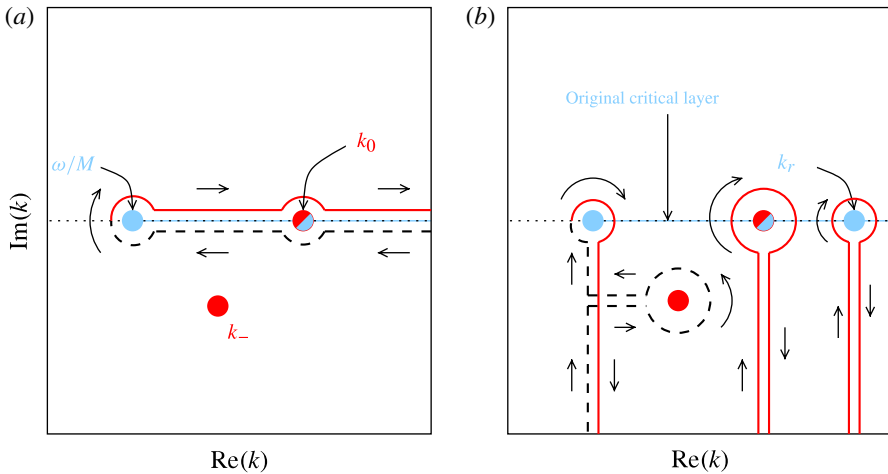 (a)
(b)
ω/M
k₀
k₋
Im(k)
Re(k)
Original critical layer
kᵣ
Re(k)